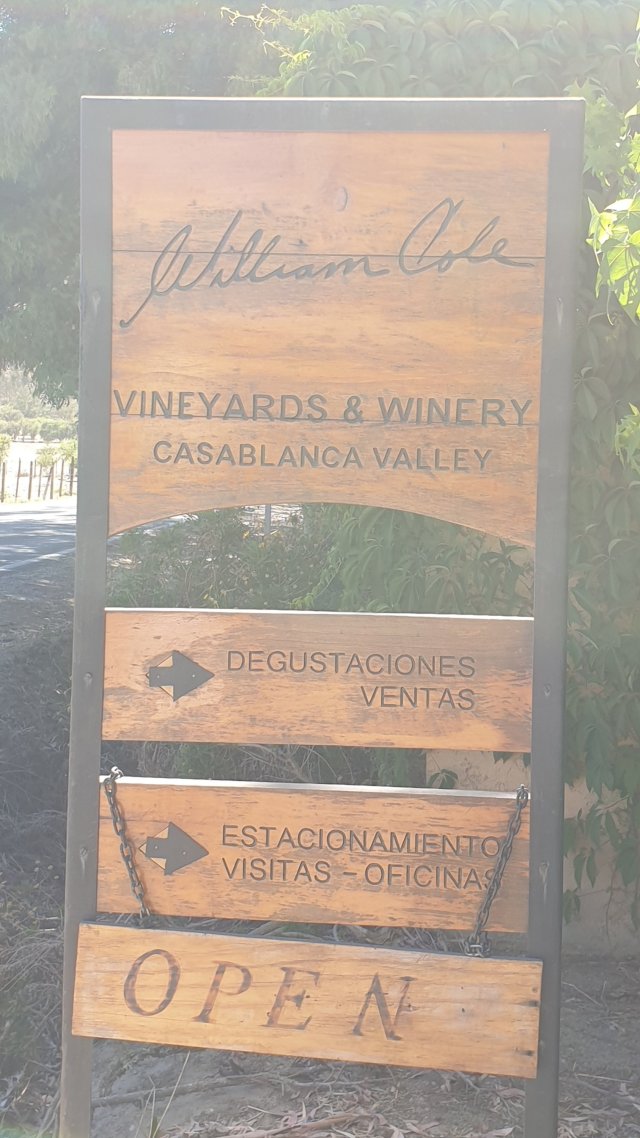 William Cole
VINEYARDS & WINERY
CASABLANCA VALLEY
DEGUSTACIONES
VENTAS
ESTACIONAMIENTO
VISITAS - OFICINAS
OPEN